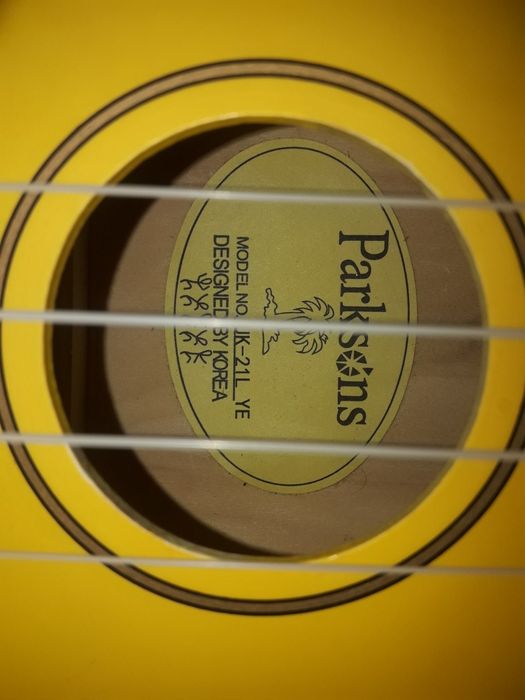 Parksons
MODEL NO. UK-21L_YE
DESIGNED BY KOREA